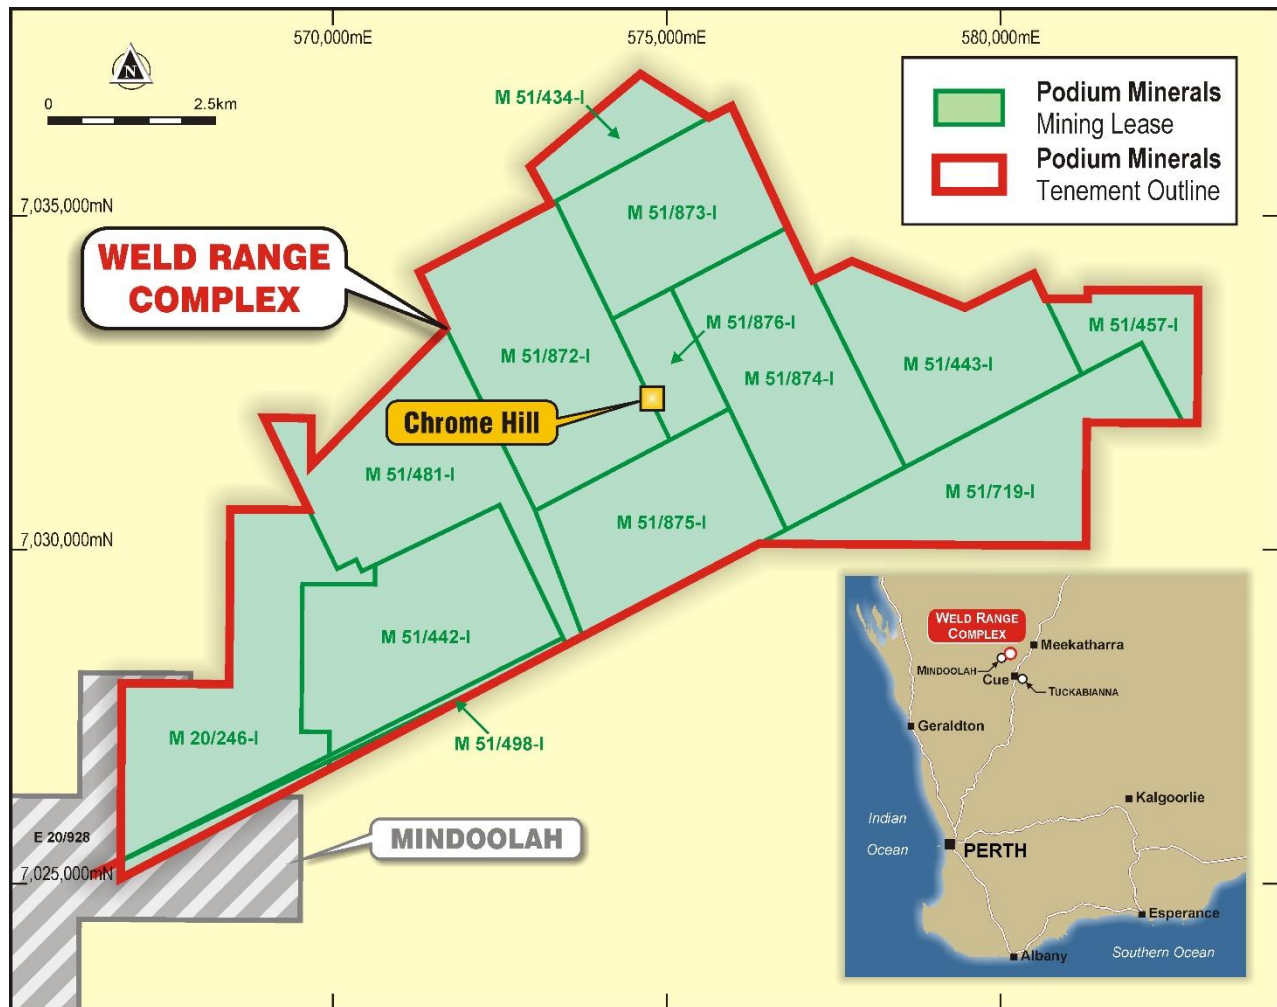 570,000mE
575,000mE
580,000mE
N
0
2.5km
M 51/434-I
Podium Minerals
Mining Lease
Podium Minerals
Tenement Outline
7,035,000mN
M 51/873-I
WELD RANGE
COMPLEX
M 51/876-I
M 51/457-I
M 51/872-I
M 51/874-I
M 51/443-I
Chrome Hill
M 51/481-I
M 51/719-I
M 51/875-I
7,030,000mN
M 51/442-I
M 20/246-I
M 51/498-I
E 20/928
MINDOOLAH
7,025,000mN
WELD RANGE
COMPLEX
Meekatharra
MINDOOLAH
Cue
TUCKABIANNA
Geraldton
Kalgoorlie
Indian
Ocean
PERTH
Esperance
Albany
Southern Ocean